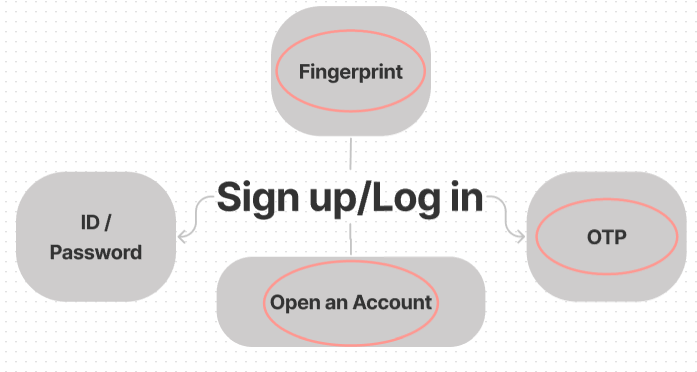 Fingerprint
Sign up/Log in
ID /
Password
OTP
Open an Account